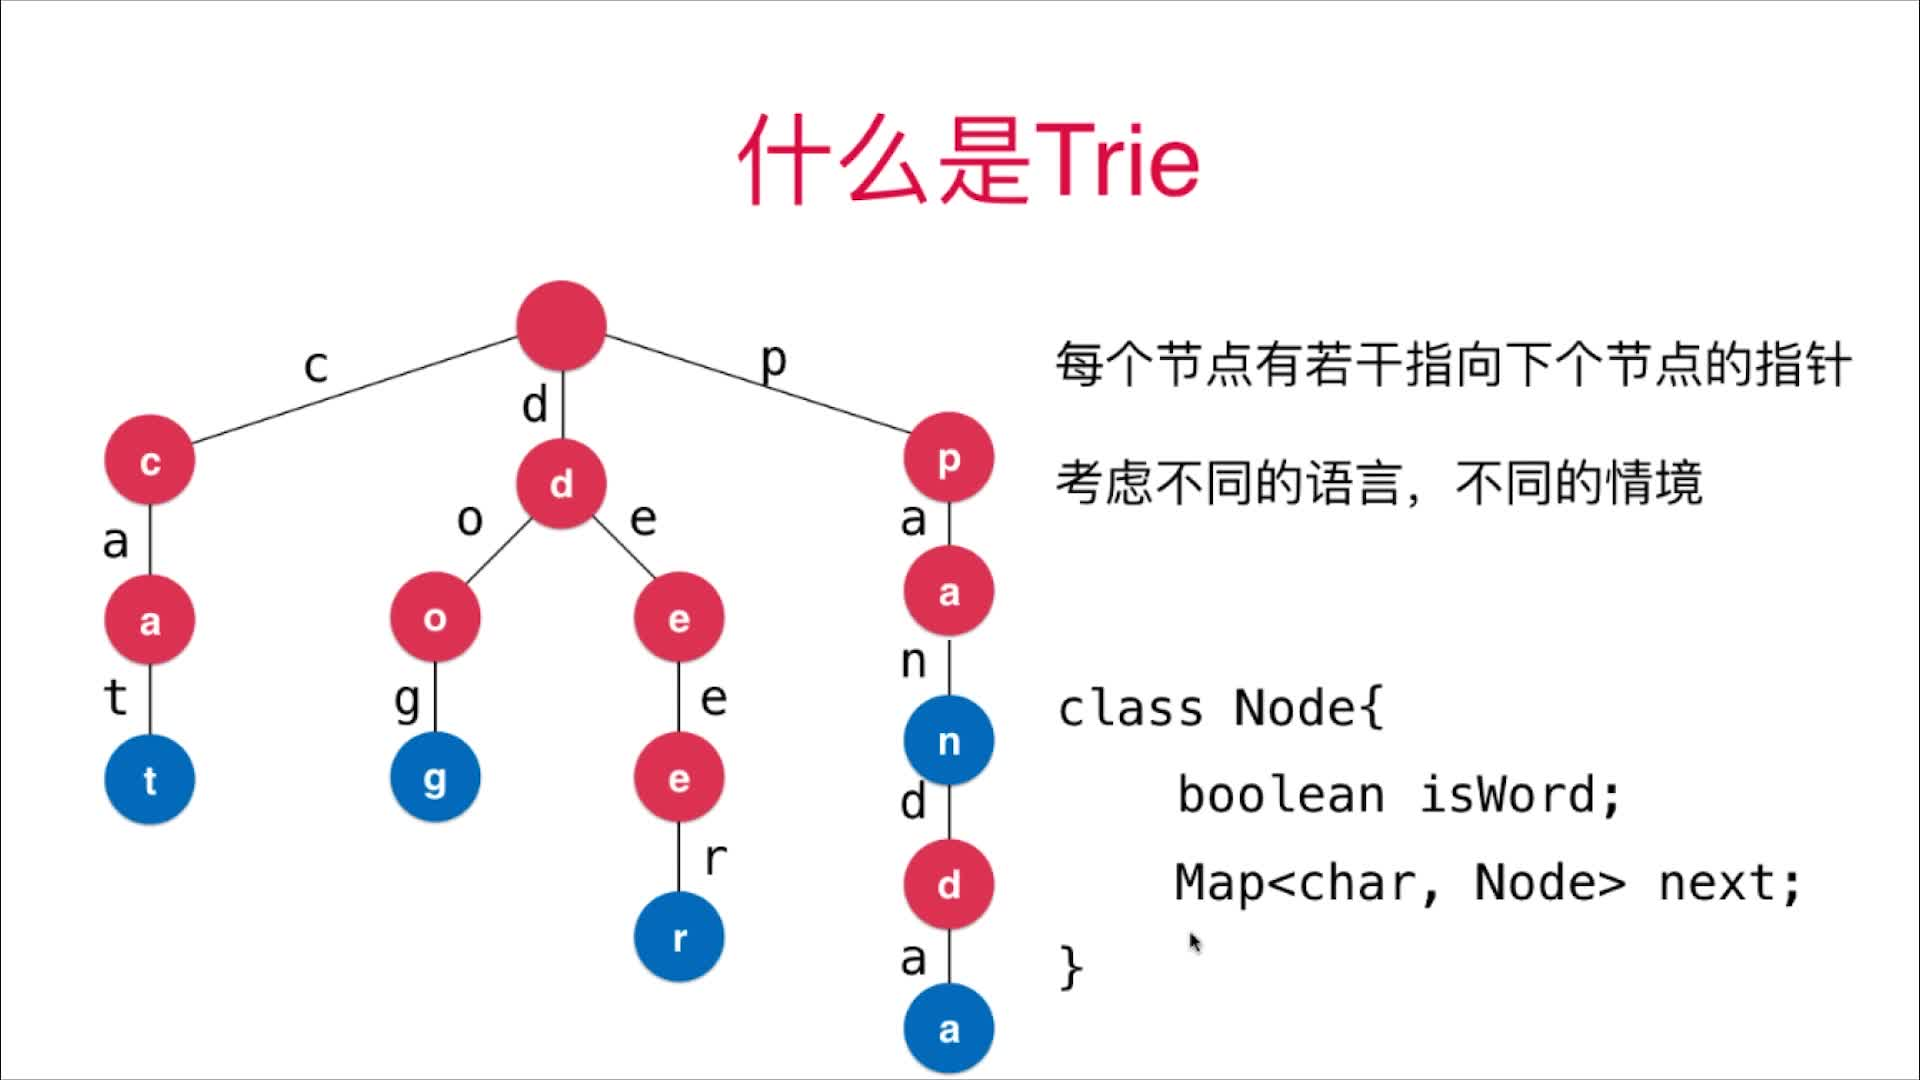 什么是Trie
c
d
p
c
d
p
a
o
e
a
a
o
e
a
t
g
e
n
t
g
e
n
r
d
r
d
a
a
每个节点有若干指向下个节点的指针
考虑不同的语言，不同的情境
class Node{
boolean isWord;
Map<char, Node> next;
}